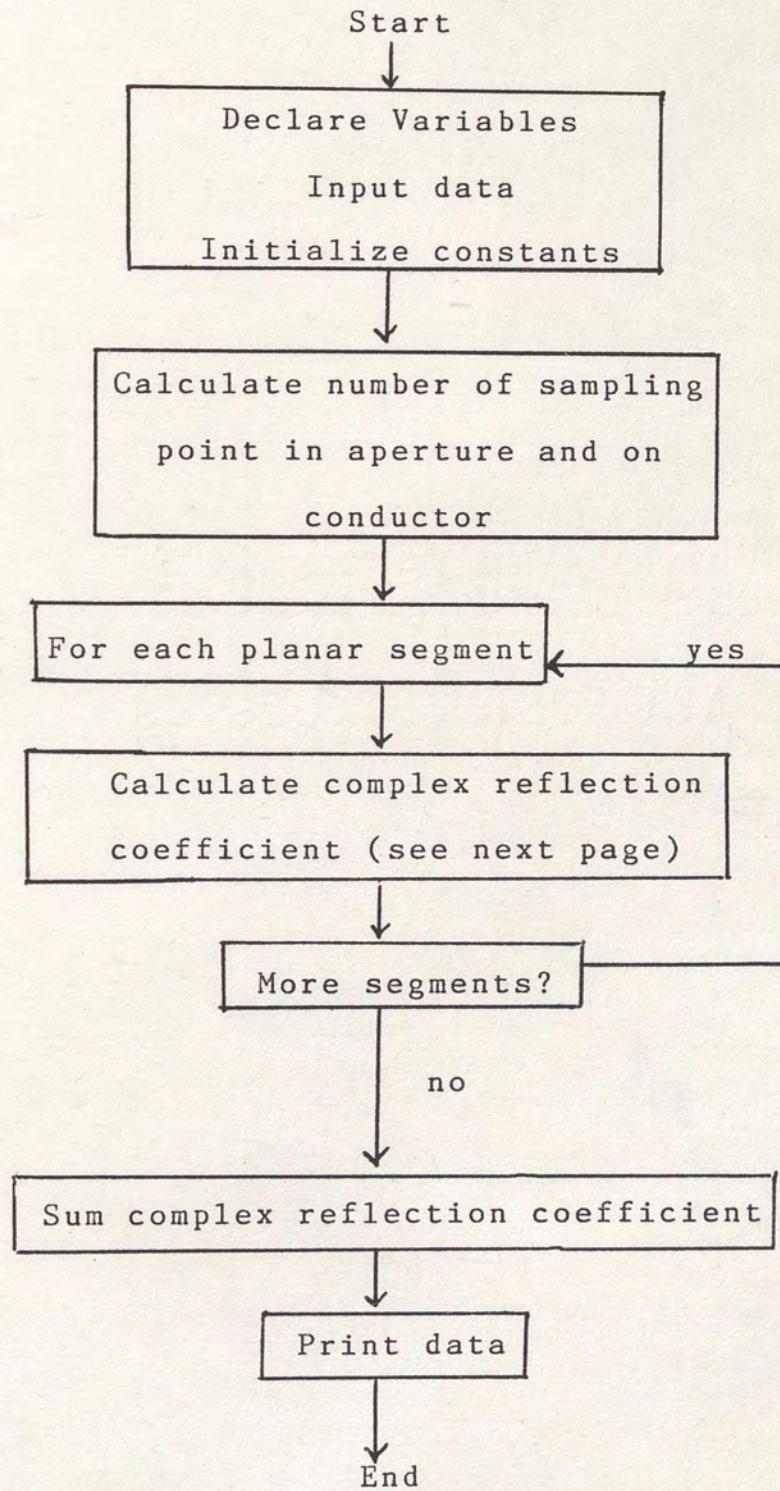 Start
Declare Variables
Input data
Initialize constants
Calculate number of sampling
point in aperture and on
conductor
For each planar segment
yes
Calculate complex reflection
coefficient (see next page)
More segments?
no
Sum complex reflection coefficient
Print data
End